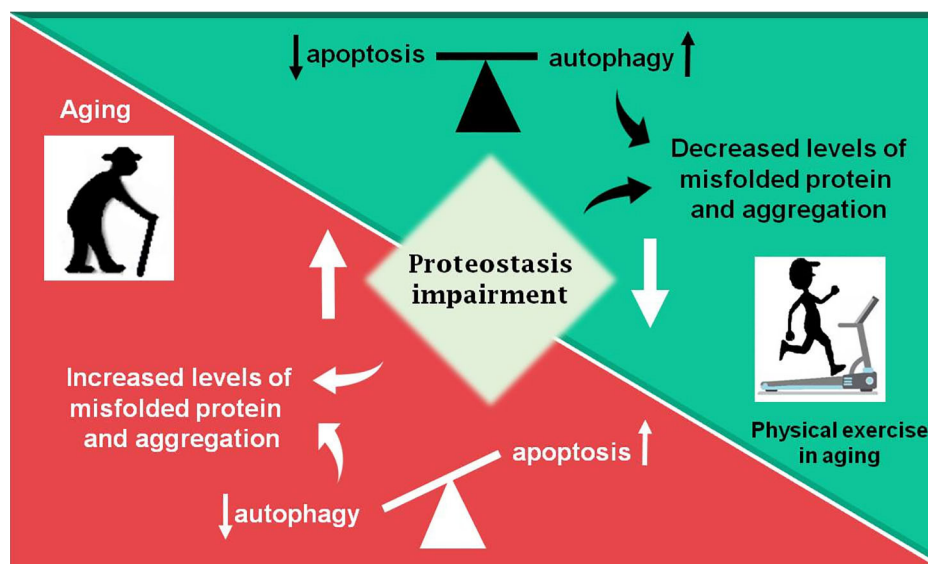 apoptosis
autophagy
Aging
Decreased levels of
misfolded protein
and aggregation
Proteostasis
impairment
Increased levels of
misfolded protein
and aggregation
Physical exercise
in aging
apoptosis
autophagy